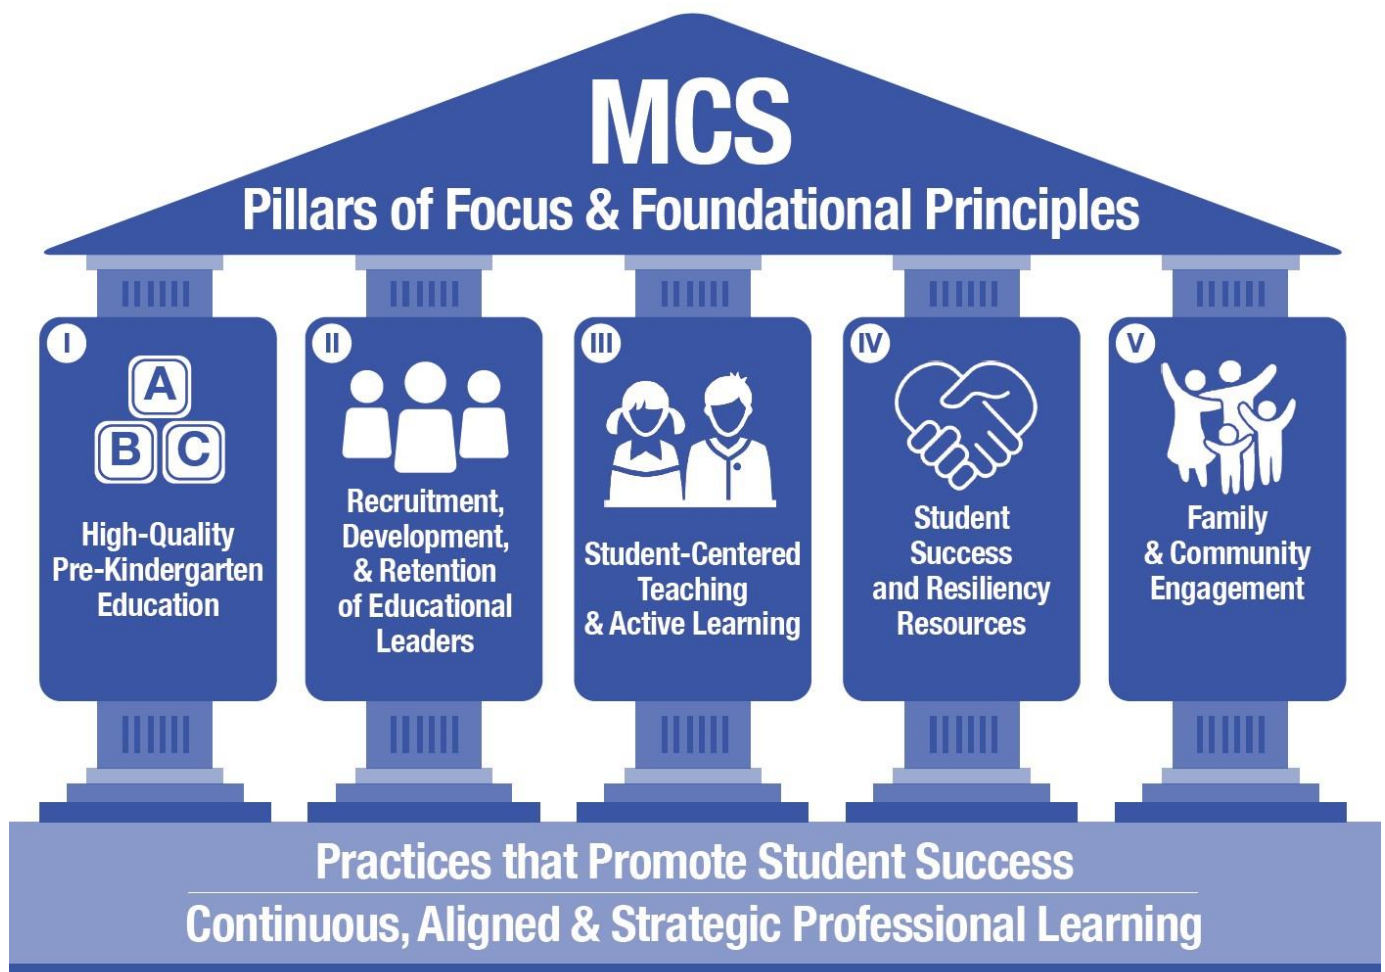 MCS
Pillars of Focus & Foundational Principles
I
A
B C
High-Quality
Pre-Kindergarten
Education
II
Recruitment,
Development,
& Retention
of Educational
Leaders
III
Student-Centered
Teaching
& Active Learning
IV
Student
Success
and Resiliency
Resources
V
Family
& Community
Engagement
Practices that Promote Student Success
Continuous, Aligned & Strategic Professional Learning